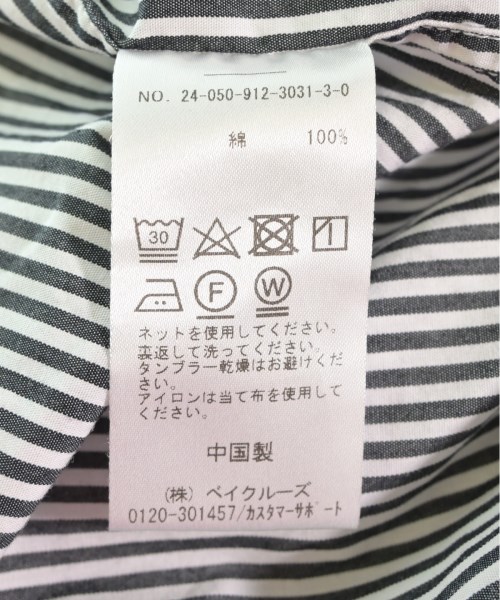 NO. 24-050-912-3031-3-0
綿 100%
30
F W
ネットを使用してください。
裏返して洗ってください。
タンブラー乾燥はお避けくだ
さい。
アイロンは当て布を使用して
ください。
中国製
(株) ベイクルーズ
0120-301457/カスタマーサポート